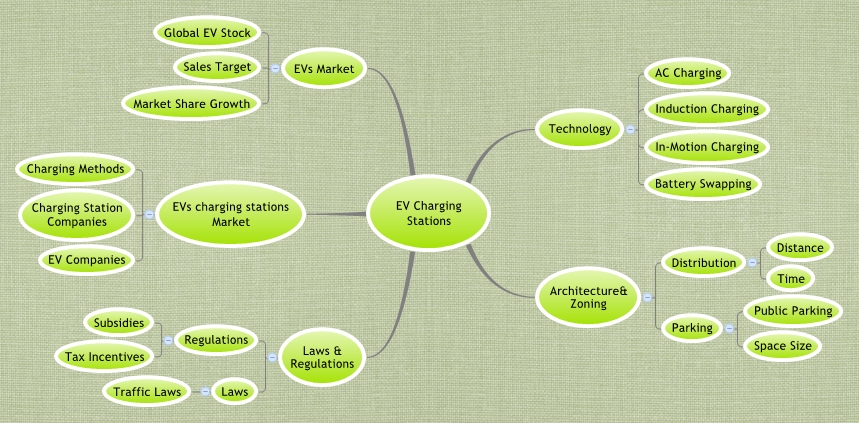 EV Charging
Stations
EVs Market
Global EV Stock
Sales Target
Market Share Growth
EVs charging stations
Market
Charging Methods
Charging Station
Companies
EV Companies
Laws &
Regulations
Regulations
Subsidies
Tax Incentives
Laws
Traffic Laws
Technology
AC Charging
Induction Charging
In-Motion Charging
Battery Swapping
Architecture&
Zoning
Distribution
Distance
Time
Parking
Public Parking
Space Size